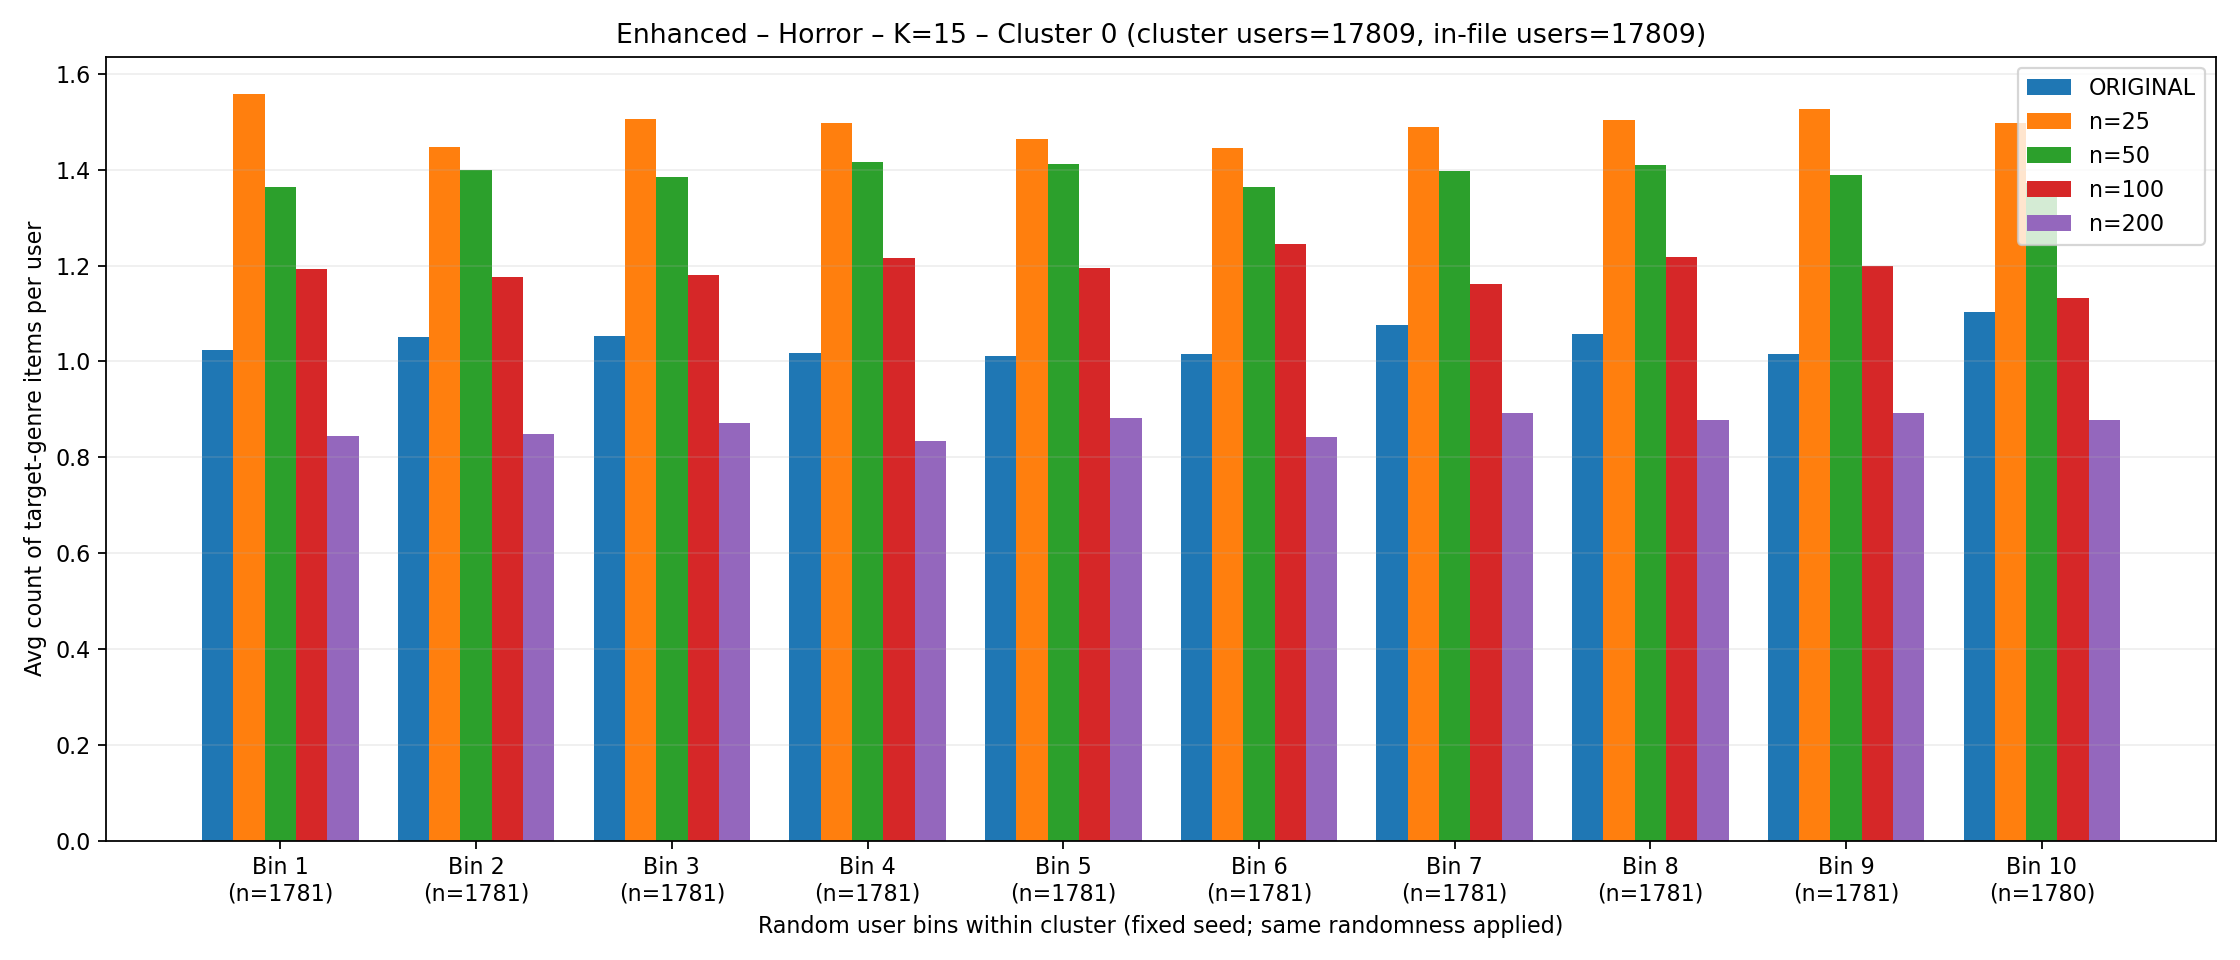 Enhanced – Horror – K=15 – Cluster 0 (cluster users=17809, in-file users=17809)
Avg count of target-genre items per user
1.6
1.4
1.2
1.0
0.8
0.6
0.4
0.2
0.0
ORIGINAL
n=25
n=50
n=100
n=200
Bin 1
(n=1781)
Bin 2
(n=1781)
Bin 3
(n=1781)
Bin 4
(n=1781)
Bin 5
(n=1781)
Bin 6
(n=1781)
Bin 7
(n=1781)
Bin 8
(n=1781)
Bin 9
(n=1781)
Bin 10
(n=1780)
Random user bins within cluster (fixed seed; same randomness applied)